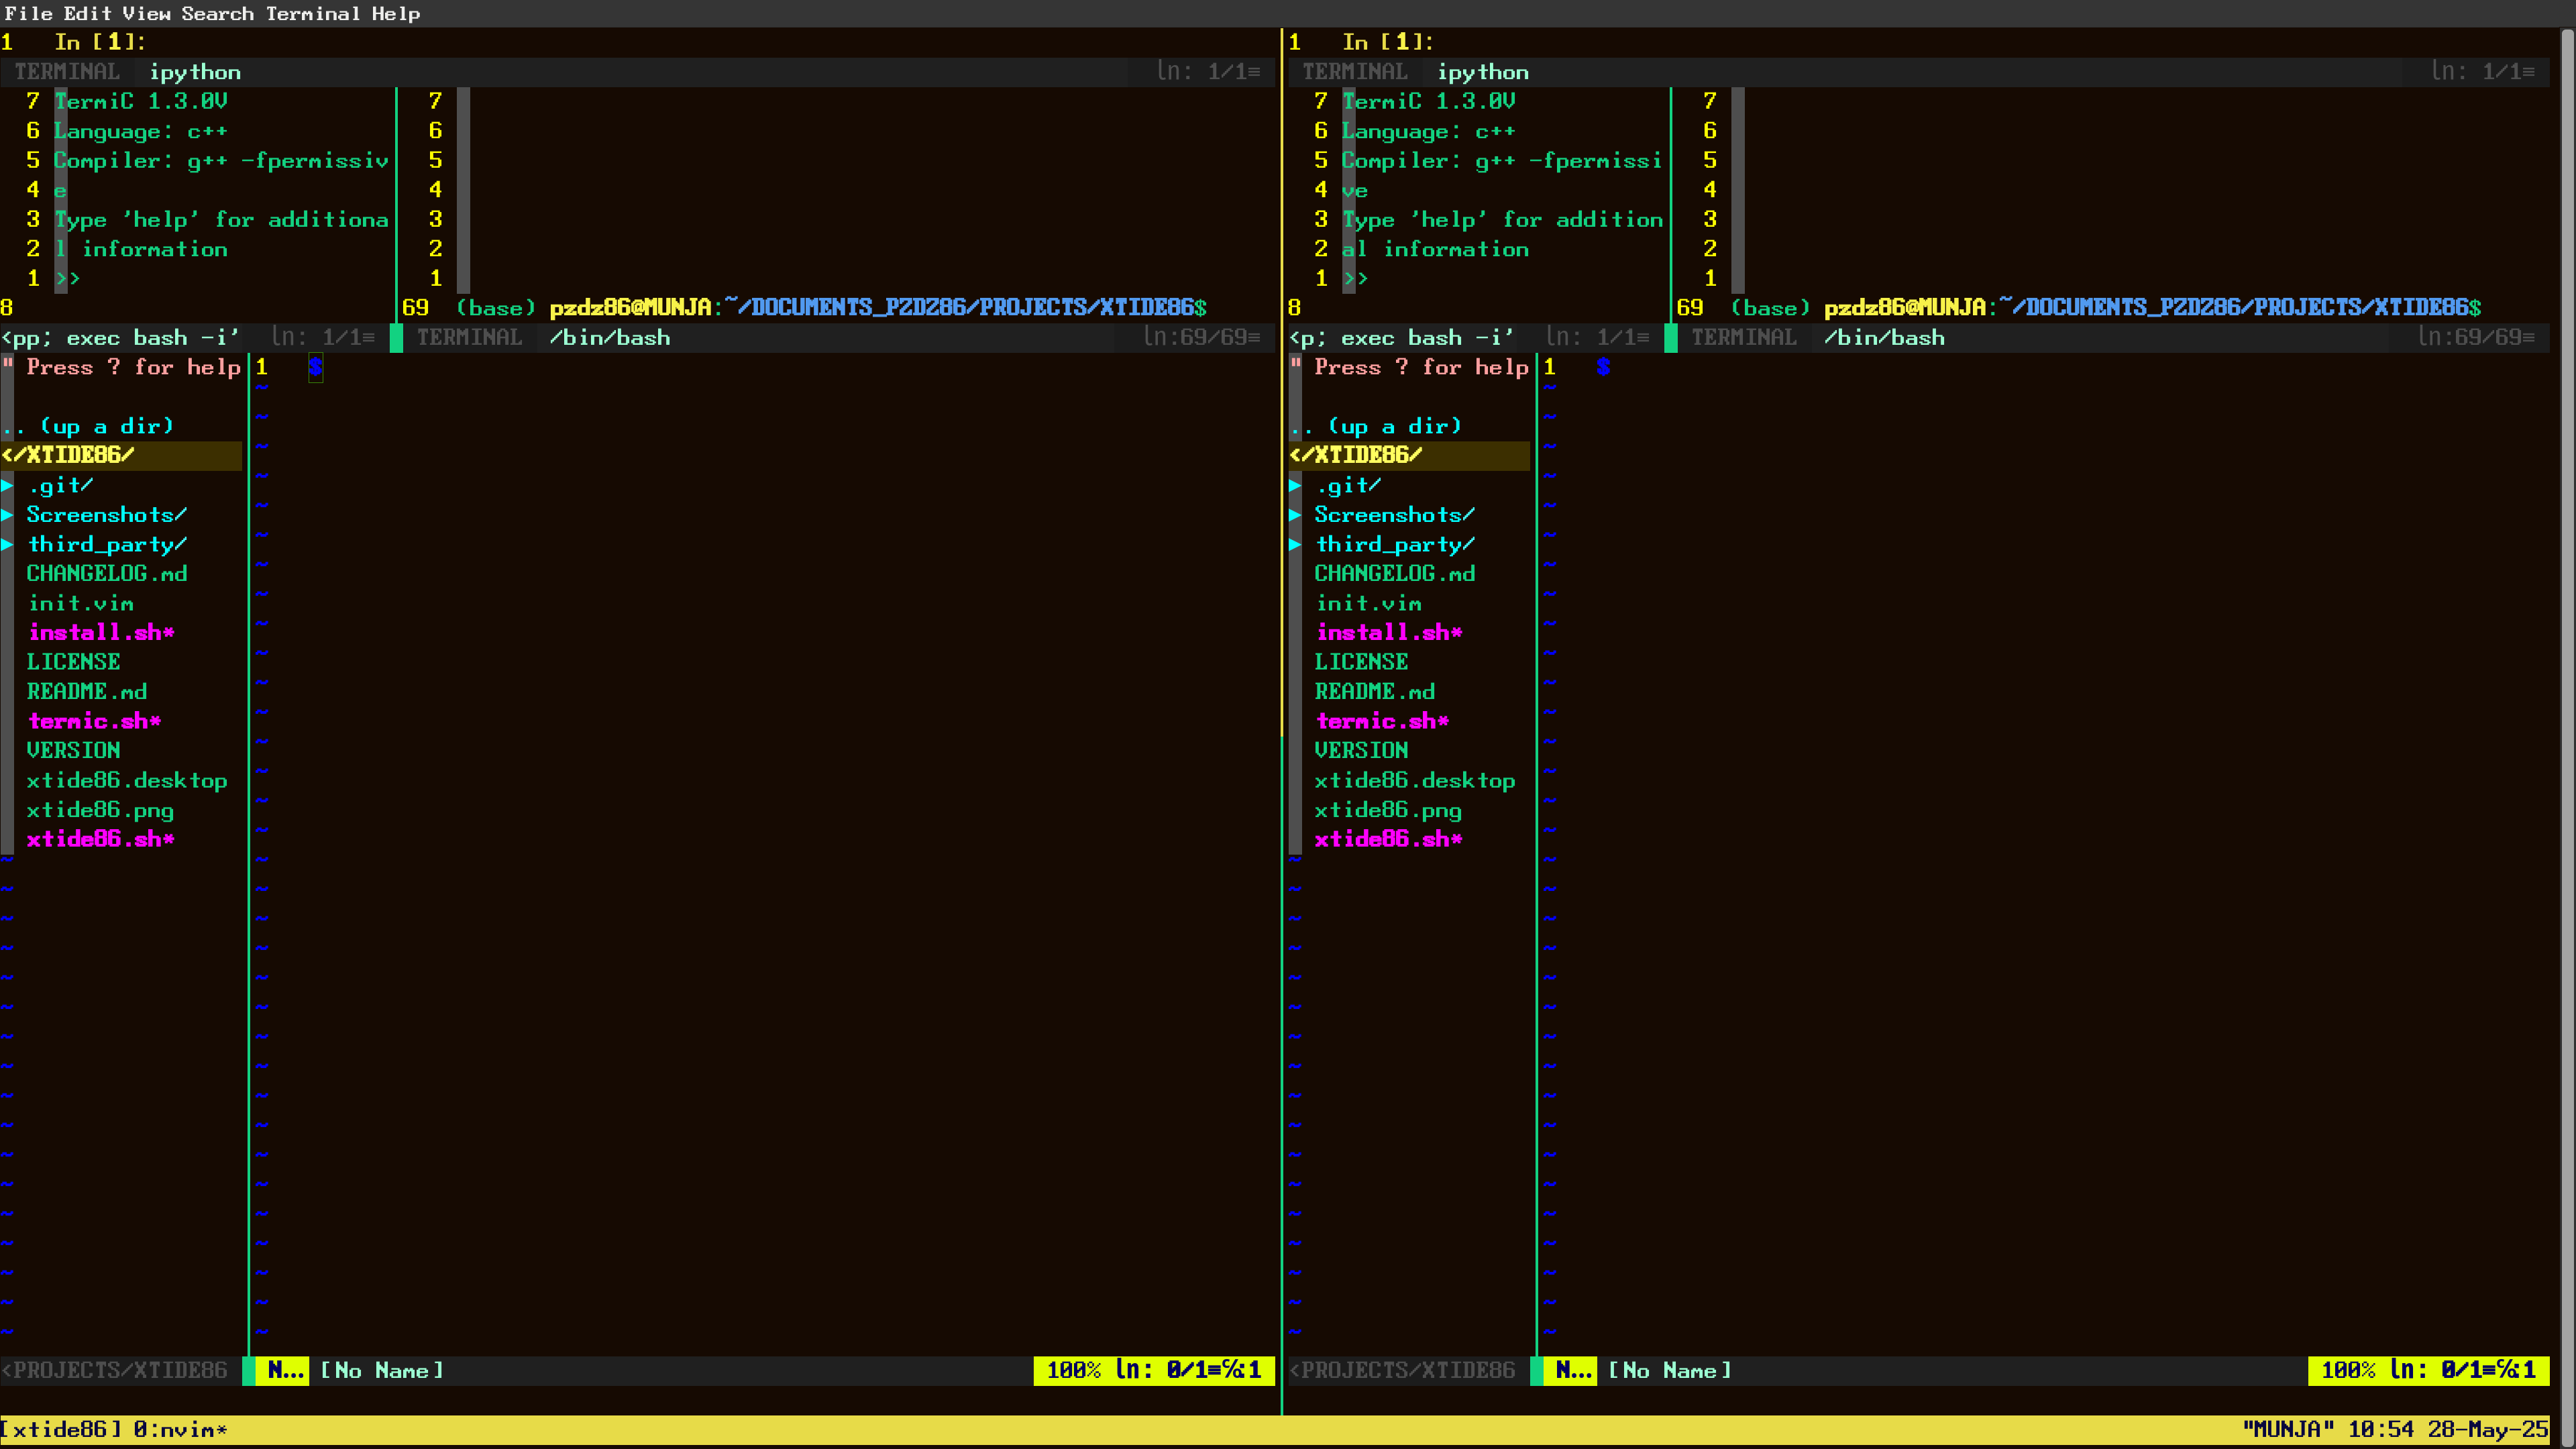 File Edit View Search Terminal Help
1 In [1]:
TERMINAL ipython ln: 1/1≡
7 TermiC 1.3.0V
6 Language: c++
5 Compiler: g++ -fpermissiv
4 e
3 Type 'help' for additiona
2 l information
1 >>
8
7
6
5
4
3
2
1
69 (base) pzdz86@MUNJA:~/DOCUMENTS_PZDZ86/PROJECTS/XTIDE86$
<pp; exec bash -i' ln: 1/1≡ TERMINAL /bin/bash ln:69/69≡
" Press ? for help
.. (up a dir)
</XTIDE86/
▶ .git/
▶ Screenshots/
▶ third_party/
CHANGELOG.md
init.vim
install.sh*
LICENSE
README.md
termic.sh*
VERSION
xtide86.desktop
xtide86.png
xtide86.sh*
1 $
<PROJECTS/XTIDE86 N... [No Name] 100% ln: 0/1≡℅:1
1 In [1]:
TERMINAL ipython ln: 1/1≡
7 TermiC 1.3.0V
6 Language: c++
5 Compiler: g++ -fpermissi
4 ve
3 Type 'help' for addition
2 al information
1 >>
8
7
6
5
4
3
2
1
69 (base) pzdz86@MUNJA:~/DOCUMENTS_PZDZ86/PROJECTS/XTIDE86$
<p; exec bash -i' ln: 1/1≡ TERMINAL /bin/bash ln:69/69≡
" Press ? for help
.. (up a dir)
</XTIDE86/
▶ .git/
▶ Screenshots/
▶ third_party/
CHANGELOG.md
init.vim
install.sh*
LICENSE
README.md
termic.sh*
VERSION
xtide86.desktop
xtide86.png
xtide86.sh*
1 $
<PROJECTS/XTIDE86 N... [No Name] 100% ln: 0/1≡℅:1
[xtide86] 0:nvim* "MUNJA" 10:54 28-May-25